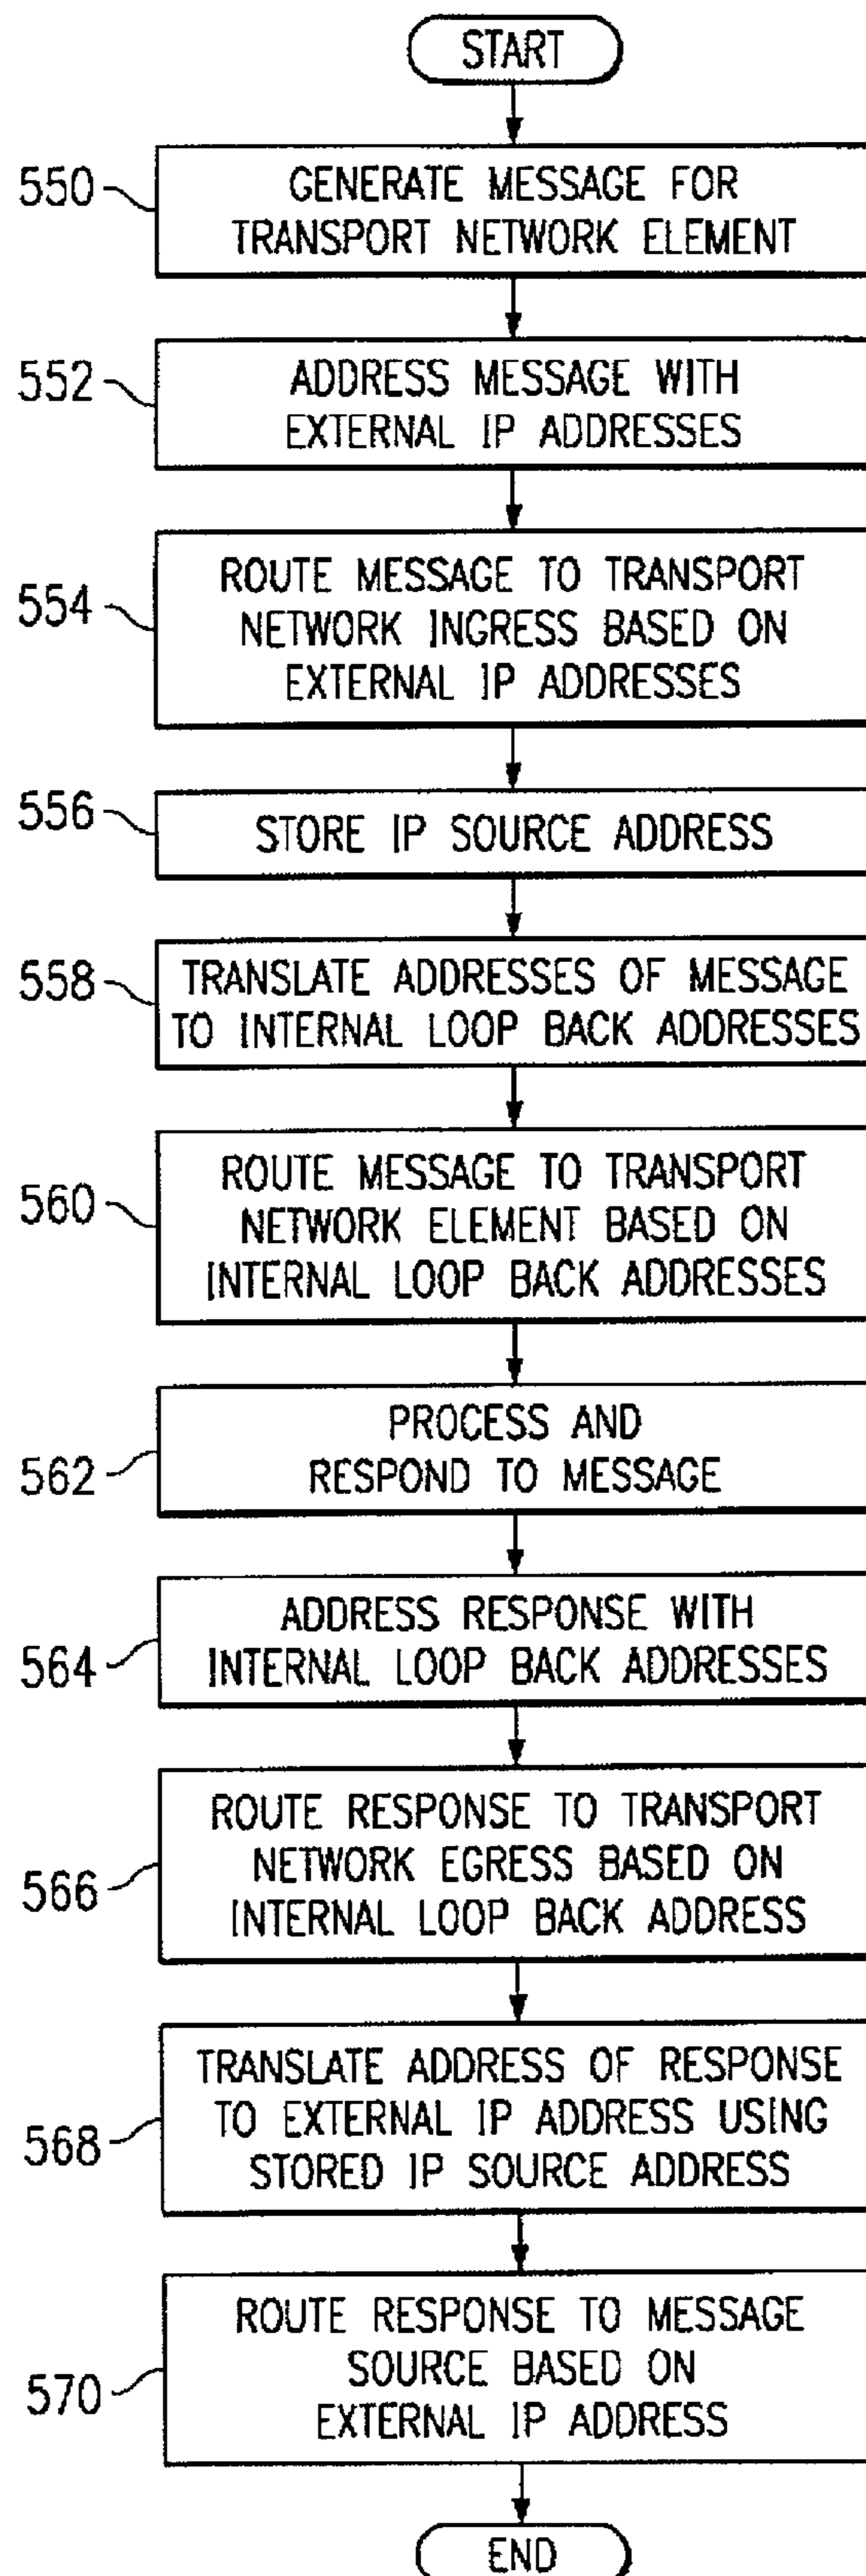 START
550
GENERATE MESSAGE FOR
TRANSPORT NETWORK ELEMENT
552
ADDRESS MESSAGE WITH
EXTERNAL IP ADDRESSES
554
ROUTE MESSAGE TO TRANSPORT
NETWORK INGRESS BASED ON
EXTERNAL IP ADDRESSES
556
STORE IP SOURCE ADDRESS
558
TRANSLATE ADDRESSES OF MESSAGE
TO INTERNAL LOOP BACK ADDRESSES
560
ROUTE MESSAGE TO TRANSPORT
NETWORK ELEMENT BASED ON
INTERNAL LOOP BACK ADDRESSES
562
PROCESS AND
RESPOND TO MESSAGE
564
ADDRESS RESPONSE WITH
INTERNAL LOOP BACK ADDRESSES
566
ROUTE RESPONSE TO TRANSPORT
NETWORK EGRESS BASED ON
INTERNAL LOOP BACK ADDRESS
568
TRANSLATE ADDRESS OF RESPONSE
TO EXTERNAL IP ADDRESS USING
STORED IP SOURCE ADDRESS
570
ROUTE RESPONSE TO MESSAGE
SOURCE BASED ON
EXTERNAL IP ADDRESS
END